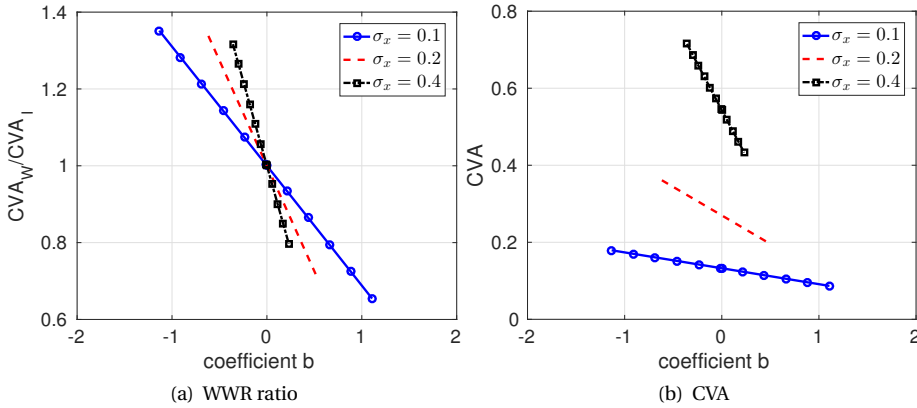 CVA_W/CVA_I
1.4
1.2
1
0.8
0.6
-2
-1
0
1
2
coefficient b
σ_x = 0.1
σ_x = 0.2
σ_x = 0.4
(a) WWR ratio
CVA
0.8
0.6
0.4
0.2
0
-2
-1
0
1
2
coefficient b
σ_x = 0.1
σ_x = 0.2
σ_x = 0.4
(b) CVA